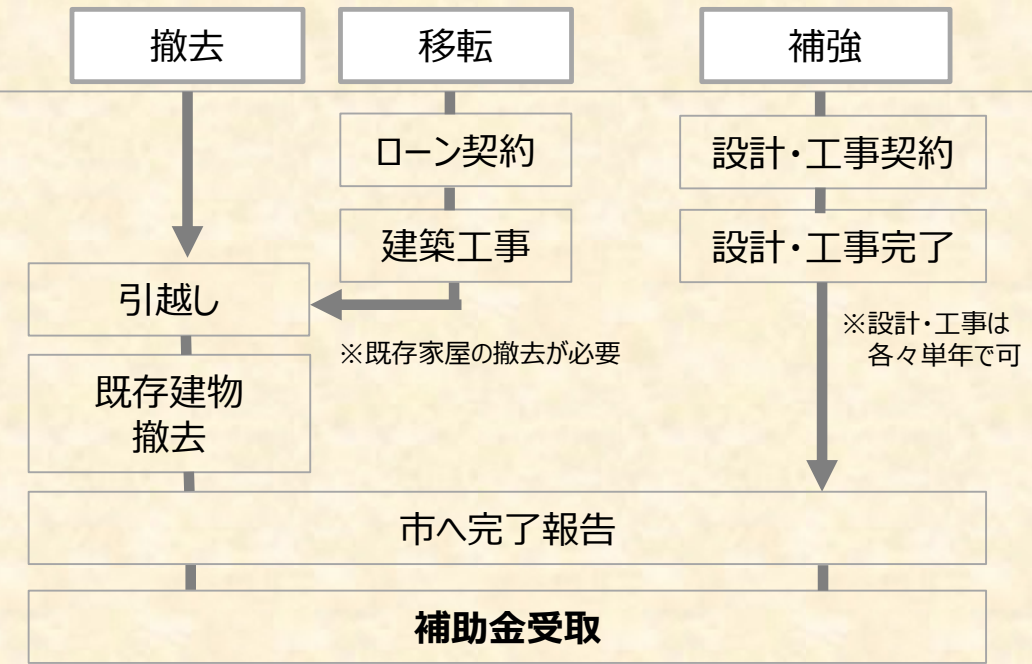 撤去
移転
補強
ローン契約
設計・工事契約
建築工事
設計・工事完了
引越し
※既存家屋の撤去が必要
※設計・工事は
各々単年で可
既存建物
撤去
市へ完了報告
補助金受取